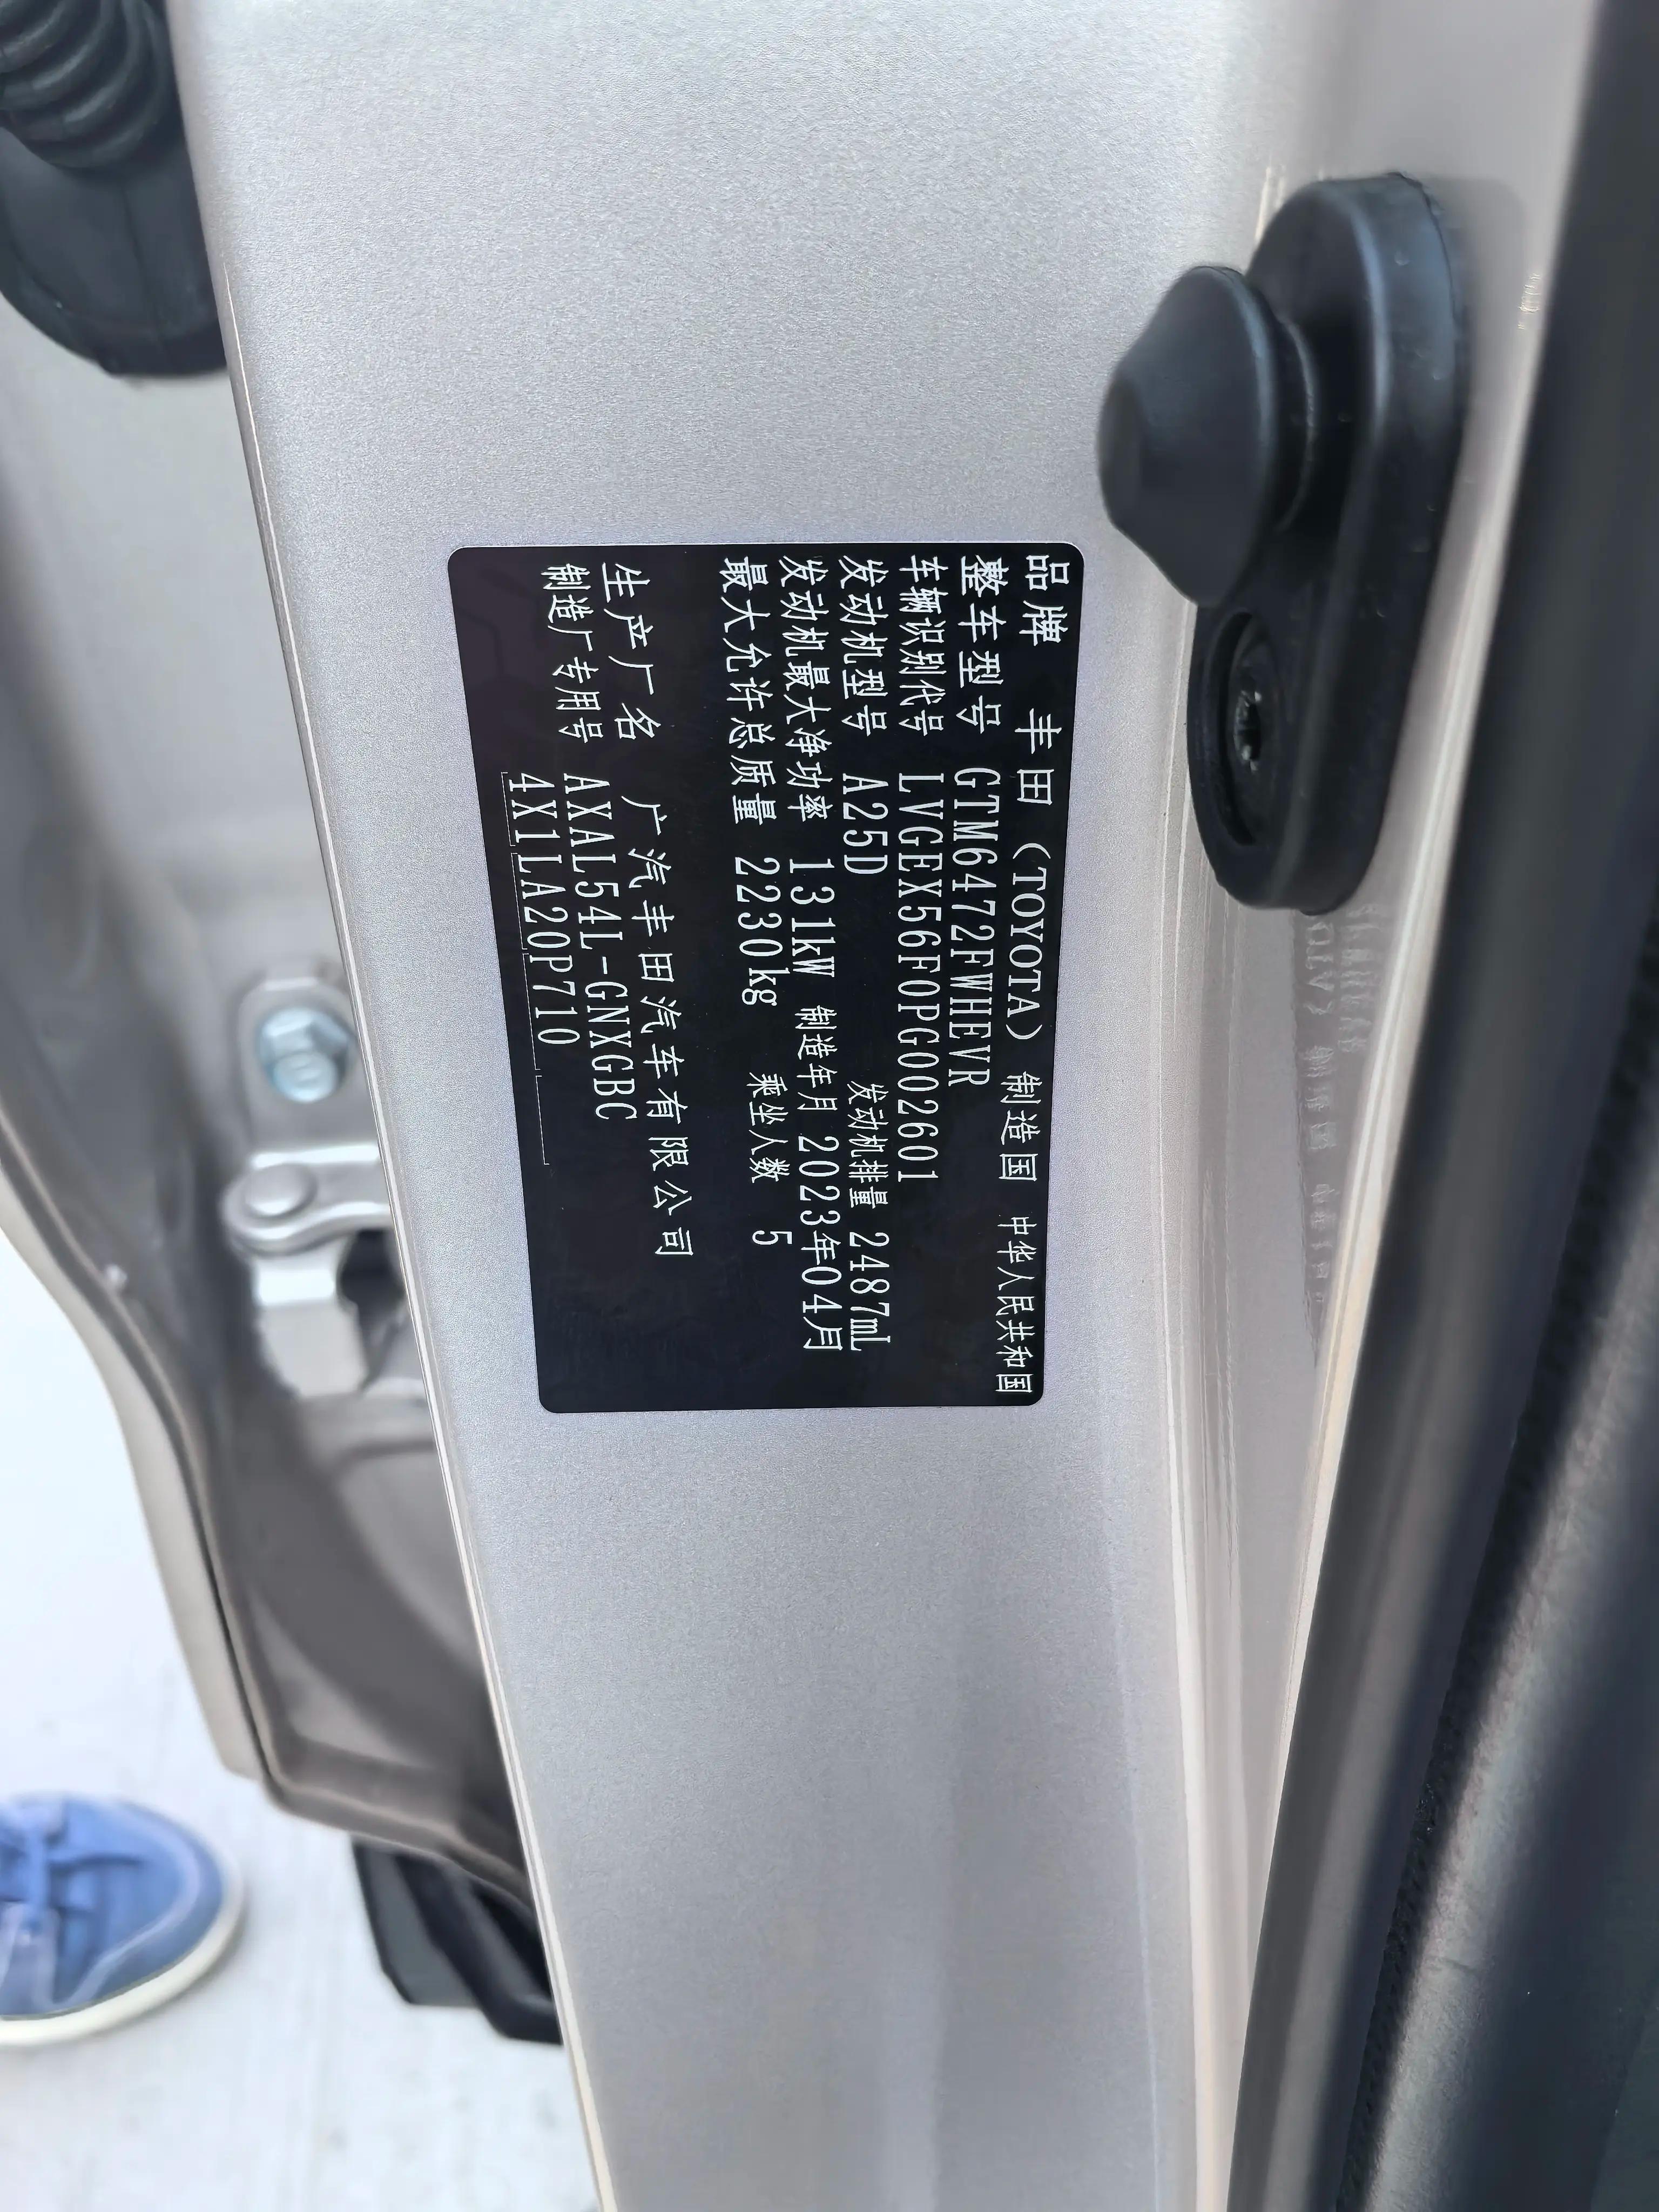 品牌 丰田（TOYOTA） 制造国 中华人民共和国
整车型号 GTM6472FWHEVR
车辆识别代号 LVGEX56F0PG002601
发动机型号 A25D 发动机排量 2487mL
发动机最大净功率 131kW 制造年月 2023年04月
最大允许总质量 2230kg 乘坐人数 5
生产厂名 广汽丰田汽车有限公司
制造厂专用号 AXAL54L-GNXGBC
4X1LA20P710